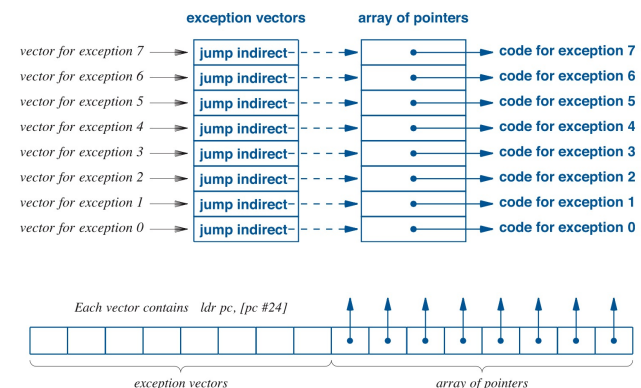 exception vectors array of pointers
vector for exception 7 jump indirect code for exception 7
vector for exception 6 jump indirect code for exception 6
vector for exception 5 jump indirect code for exception 5
vector for exception 4 jump indirect code for exception 4
vector for exception 3 jump indirect code for exception 3
vector for exception 2 jump indirect code for exception 2
vector for exception 1 jump indirect code for exception 1
vector for exception 0 jump indirect code for exception 0
Each vector contains ldr pc, [pc #24]
exception vectors array of pointers